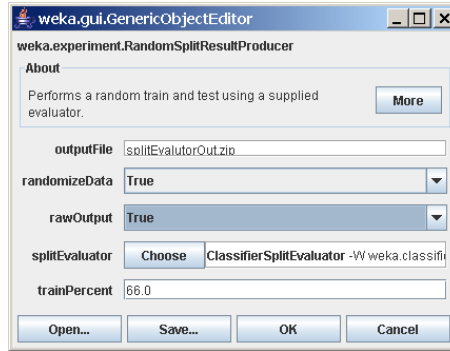 weka.gui.GenericObjectEditor
weka.experiment.RandomSplitResultProducer
About
Performs a random train and test using a supplied
evaluator.
More
outputFile splitEvalutorOut.zip
randomizeData True
rawOutput True
splitEvaluator Choose ClassifierSplitEvaluator -W weka.classifi
trainPercent 66.0
Open... Save... OK Cancel